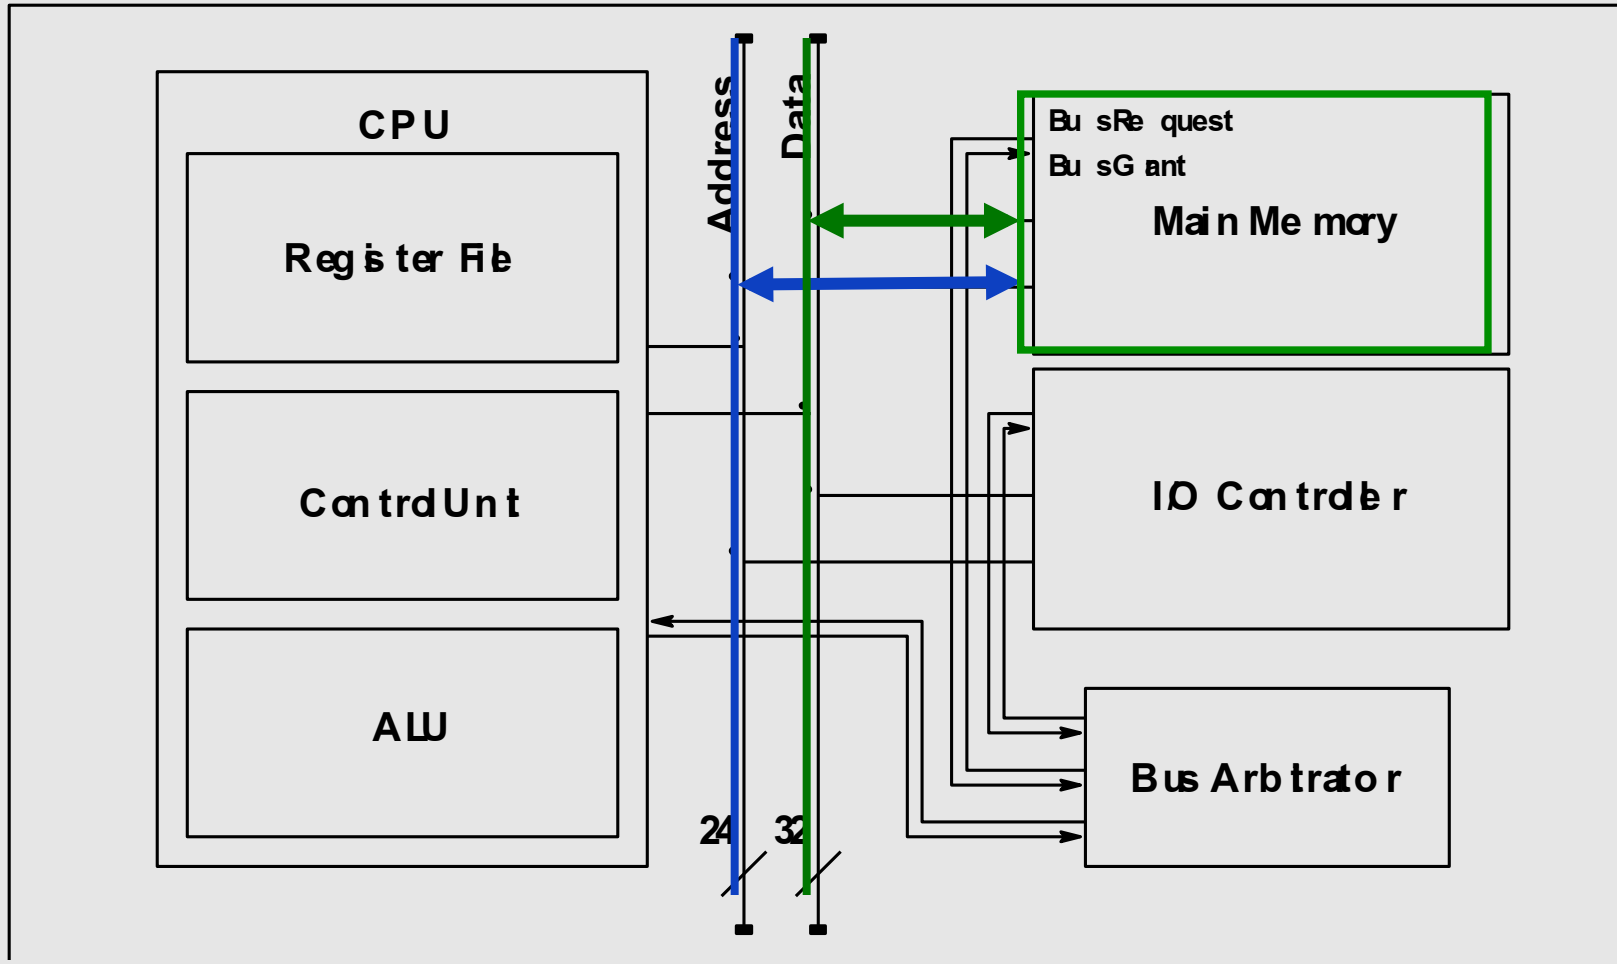 CPU
Register File
Control Unit
ALU
Address
Data
24
32
Bus Request
Bus Grant
Main Memory
I/O Controller
Bus Arbitrator